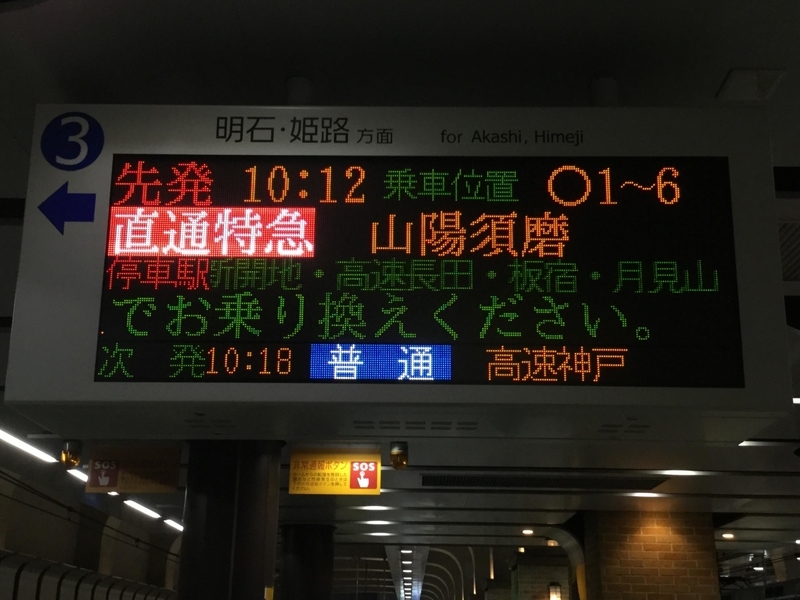 3 明石・姫路 方面 for Akashi, Himeji
先発 10:12 乗車位置 ○1~6
直通特急 山陽須磨
停車駅 新開地・高速長田・板宿・月見山
でお乗り換えください。
次 発 10:18 普 通 高速神戸
非常通報ボタン SOS
SOS